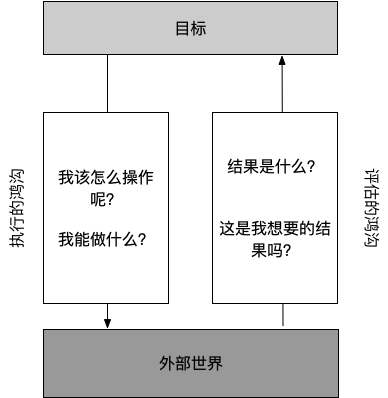 目标
执行的鸿沟
我该怎么操作
呢?
我能做什么?
结果是什么?
这是我想要的结
果吗?
评估的鸿沟
外部世界